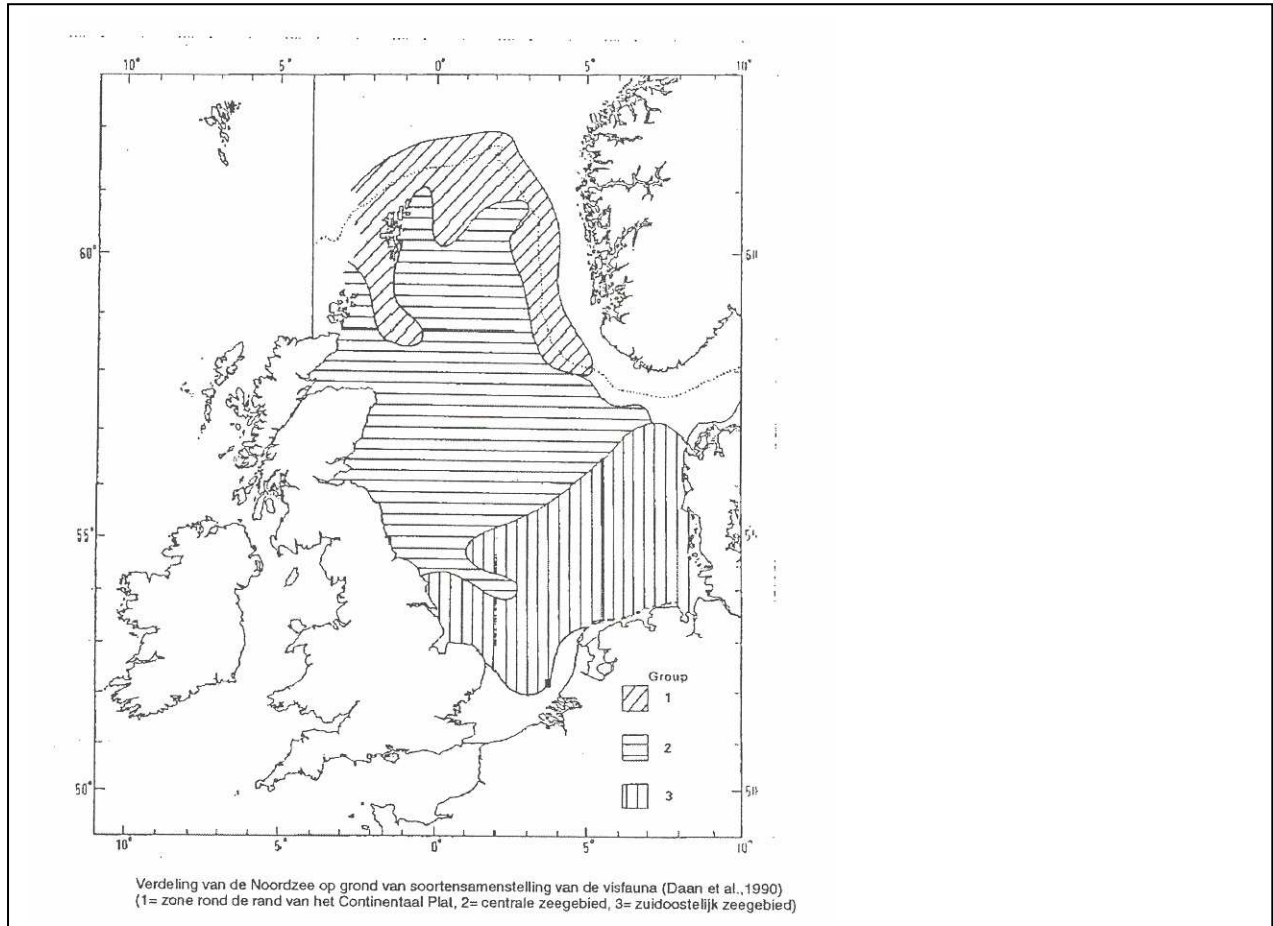 10° 5° 0° 5° 10°
60°
55°
50°
Group
1
2
3
10° 5° 0° 5° 10°
Verdeling van de Noordzee op grond van soortensamenstelling van de visfauna (Daan et al.,1990)
(1= zone rond de rand van het Continentaal Plat, 2= centrale zeegebied, 3= zuidoostelijk zeegebied)